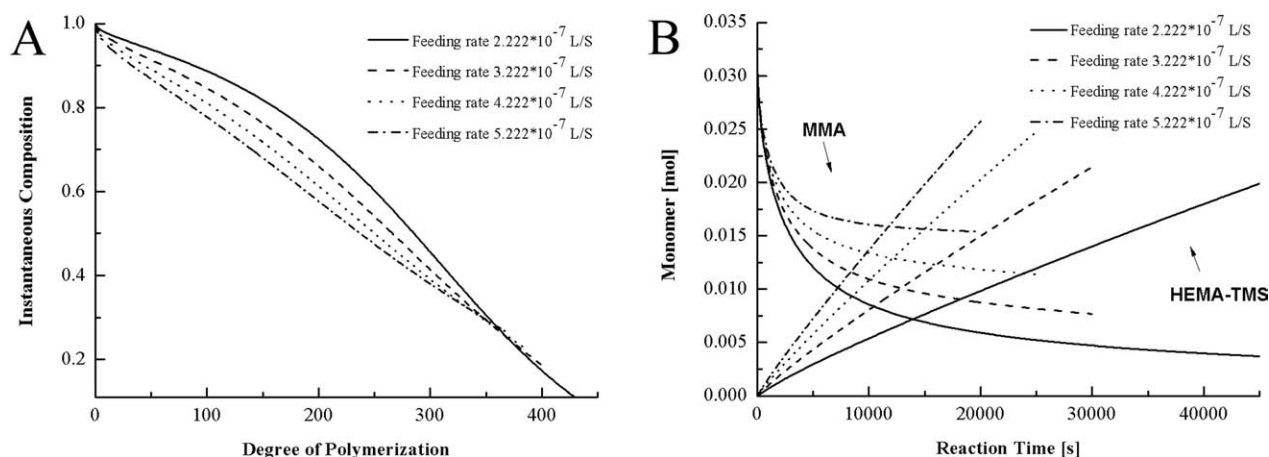 A
Instantaneous Composition
1.0
0.8
0.6
0.4
0.2
0
100
200
300
400
Degree of Polymerization
Feeding rate 2.222*10-7 L/S
Feeding rate 3.222*10-7 L/S
Feeding rate 4.222*10-7 L/S
Feeding rate 5.222*10-7 L/S
B
Monomer [mol]
0.035
0.030
0.025
0.020
0.015
0.010
0.005
0.000
0
10000
20000
30000
40000
Reaction Time [s]
Feeding rate 2.222*10-7 L/S
Feeding rate 3.222*10-7 L/S
Feeding rate 4.222*10-7 L/S
Feeding rate 5.222*10-7 L/S
MMA
HEMA-TMS